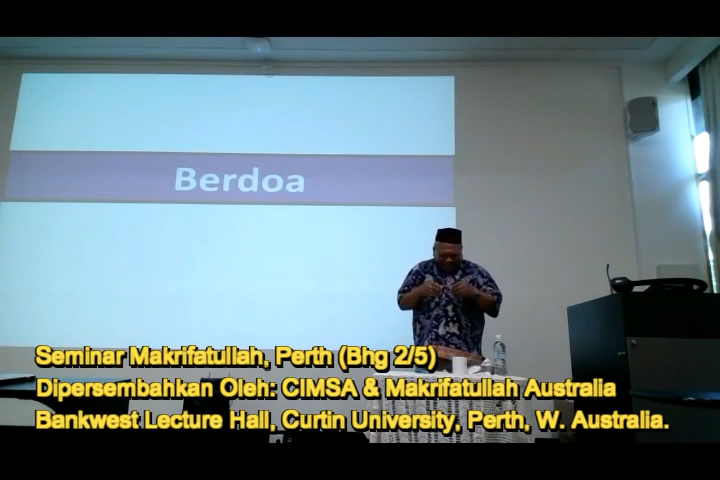 Berdoa
Seminar Makrifatullah, Perth (Bhg 2/5)
Dipersembahkan Oleh: CIMSA & Makrifatullah Australia
Bankwest Lecture Hall, Curtin University, Perth, W. Australia.